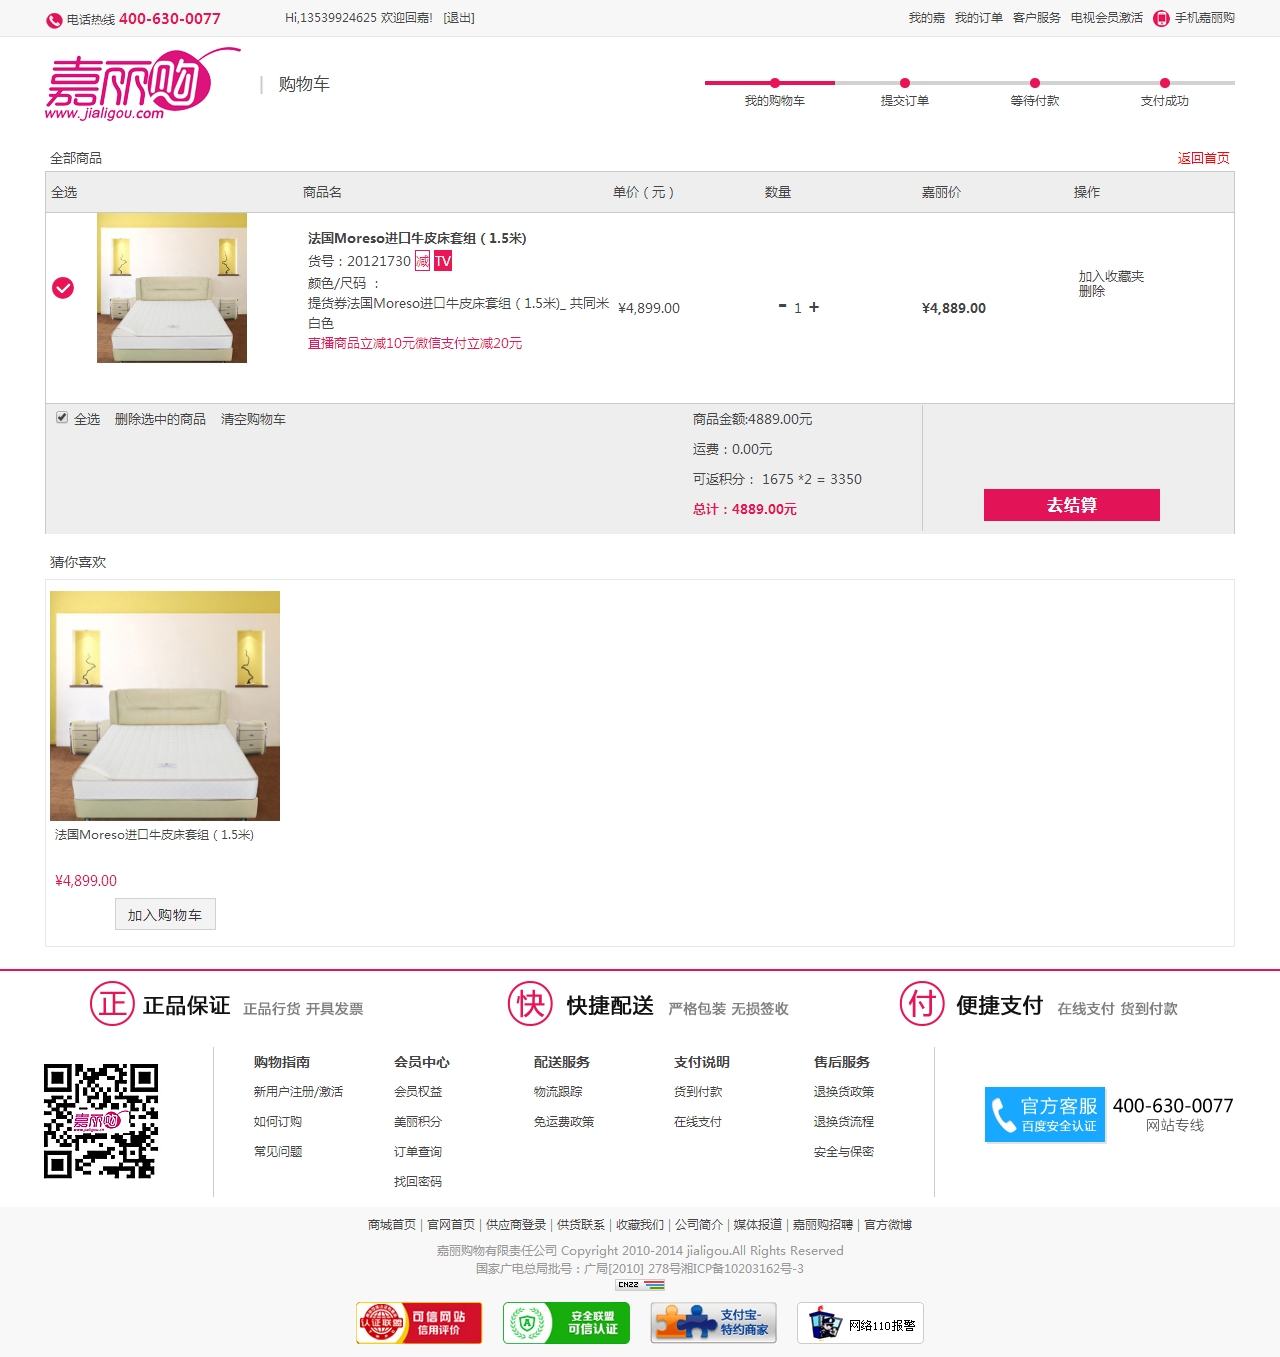 电话热线 400-630-0077 Hi,13539924625 欢迎回嘉! [退出] 我的嘉 我的订单 客户服务 电视会员激活 手机嘉丽购
嘉丽购
www.jialigou.com
| 购物车
我的购物车 提交订单 等待付款 支付成功
全部商品 返回首页
全选 商品名 单价（元） 数量 嘉丽价 操作
法国Moreso进口牛皮床套组（1.5米)
货号：20121730 减 TV
颜色/尺码 ：
提货券法国Moreso进口牛皮床套组（1.5米)_ 共同米
白色
直播商品立减10元微信支付立减20元
¥4,899.00 - 1 + ¥4,889.00
加入收藏夹
删除
全选 删除选中的商品 清空购物车
商品金额:4889.00元
运费：0.00元
可返积分： 1675 *2 = 3350
总计：4889.00元
去结算
猜你喜欢
法国Moreso进口牛皮床套组（1.5米)
¥4,899.00
加入购物车
正 正品保证 正品行货 开具发票 快 快捷配送 严格包装 无损签收 付 便捷支付 在线支付 货到付款
嘉丽购
购物指南 会员中心 配送服务 支付说明 售后服务
新用户注册/激活 会员权益 物流跟踪 货到付款 退换货政策
如何订购 美丽积分 免运费政策 在线支付 退换货流程
常见问题 订单查询 安全与保密
找回密码
官方客服
百度安全认证
400-630-0077
网站专线
商城首页 | 官网首页 | 供应商登录 | 供货联系 | 收藏我们 | 公司简介 | 媒体报道 | 嘉丽购招聘 | 官方微博
嘉丽购物有限责任公司 Copyright 2010-2014 jialigou.All Rights Reserved
国家广电总局批号：广局[2010] 278号湘ICP备10203162号-3
CNZZ
认证联盟 可信网站 信用评价
安全联盟 可信认证
支付宝- 特约商家
网络110报警